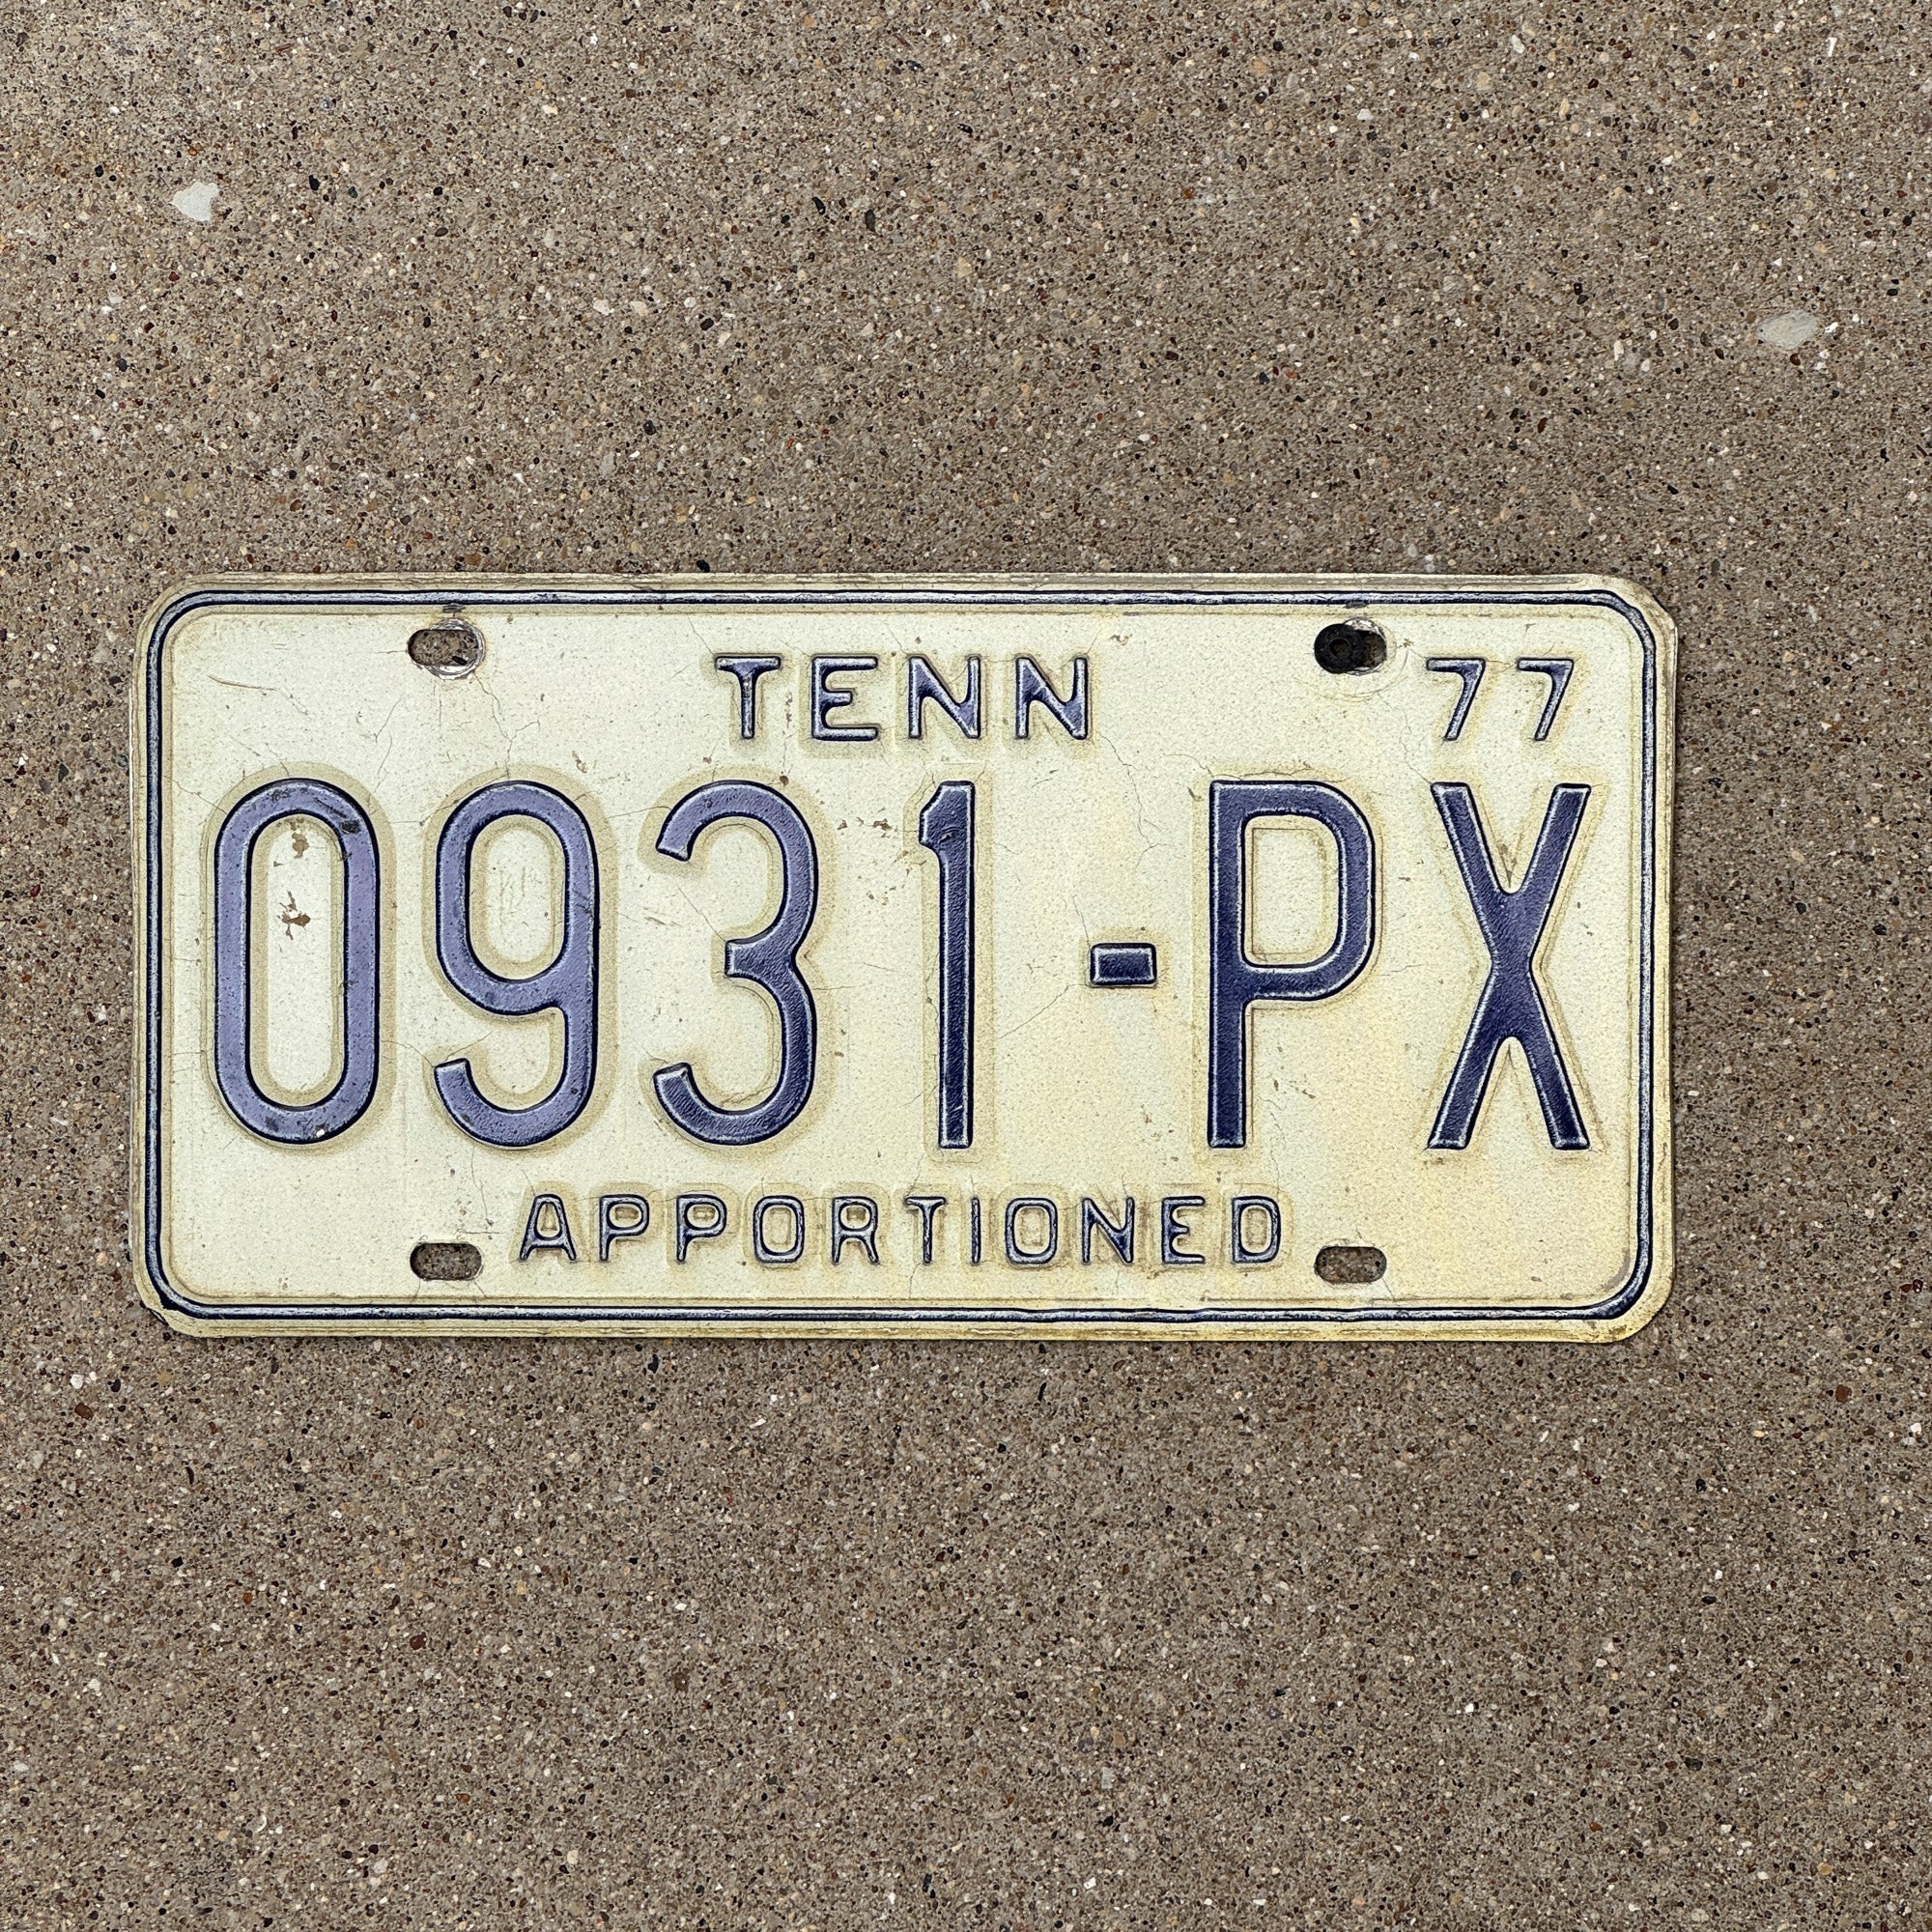 TENN 77
0931-PX
APPORTIONED